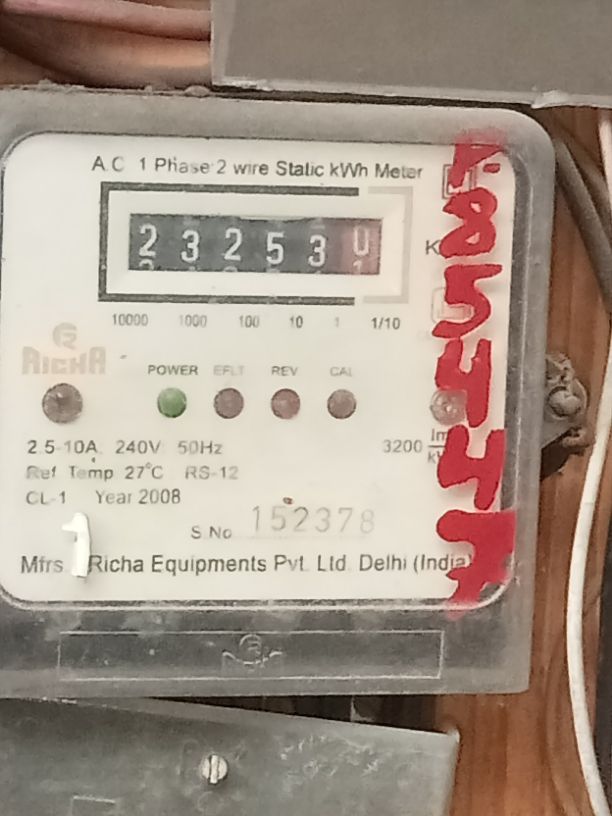 A.C 1 Phase 2 wire Static kWh Meter
2 3 2 5 3 0
10000 1000 100 10 1 1/10
RICHA
POWER EFLT REV CAL
2.5-10A 240V 50Hz 3200
Ref Temp 27°C RS-12
CL-1 Year 2008
S.No 152378
1
Mfrs. Richa Equipments Pvt. Ltd. Delhi (India)